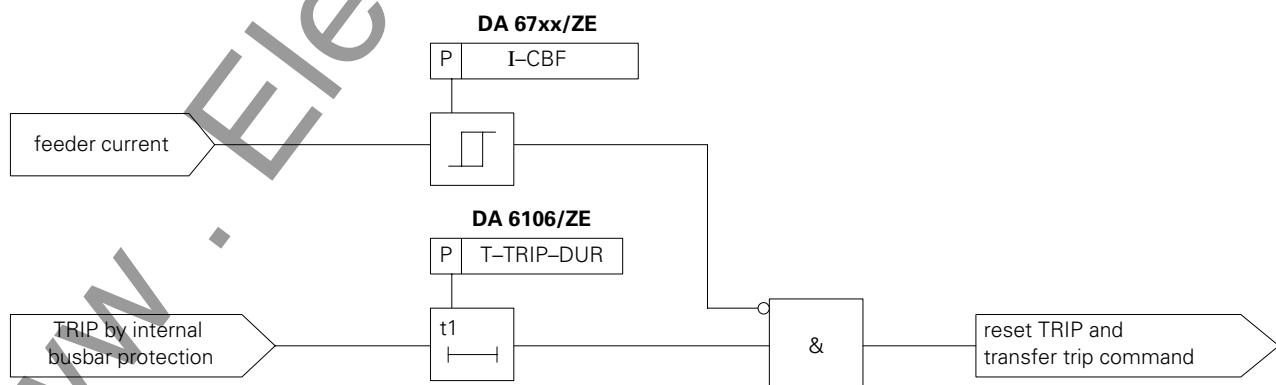 DA 67xx/ZE
P I–CBF
feeder current
DA 6106/ZE
P T–TRIP–DUR
t1
TRIP by internal
busbar protection
&
reset TRIP and
transfer trip command
w . Ele